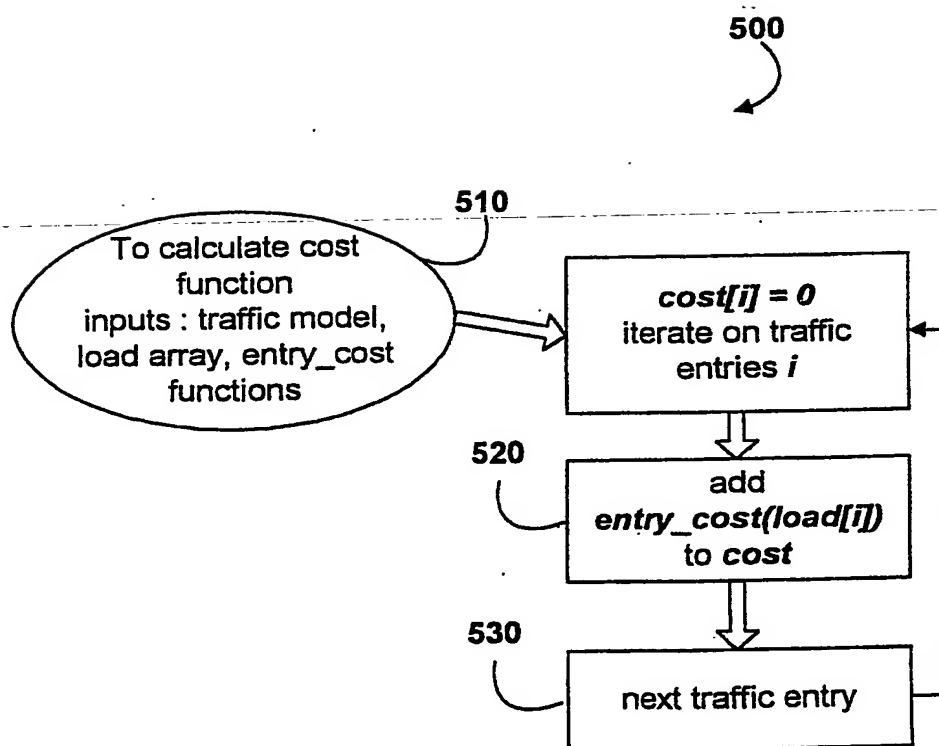 500
510
To calculate cost
function
inputs : traffic model,
load array, entry_cost
functions
cost[i] = 0
iterate on traffic
entries i
520
add
entry_cost(load[i])
to cost
530
next traffic entry